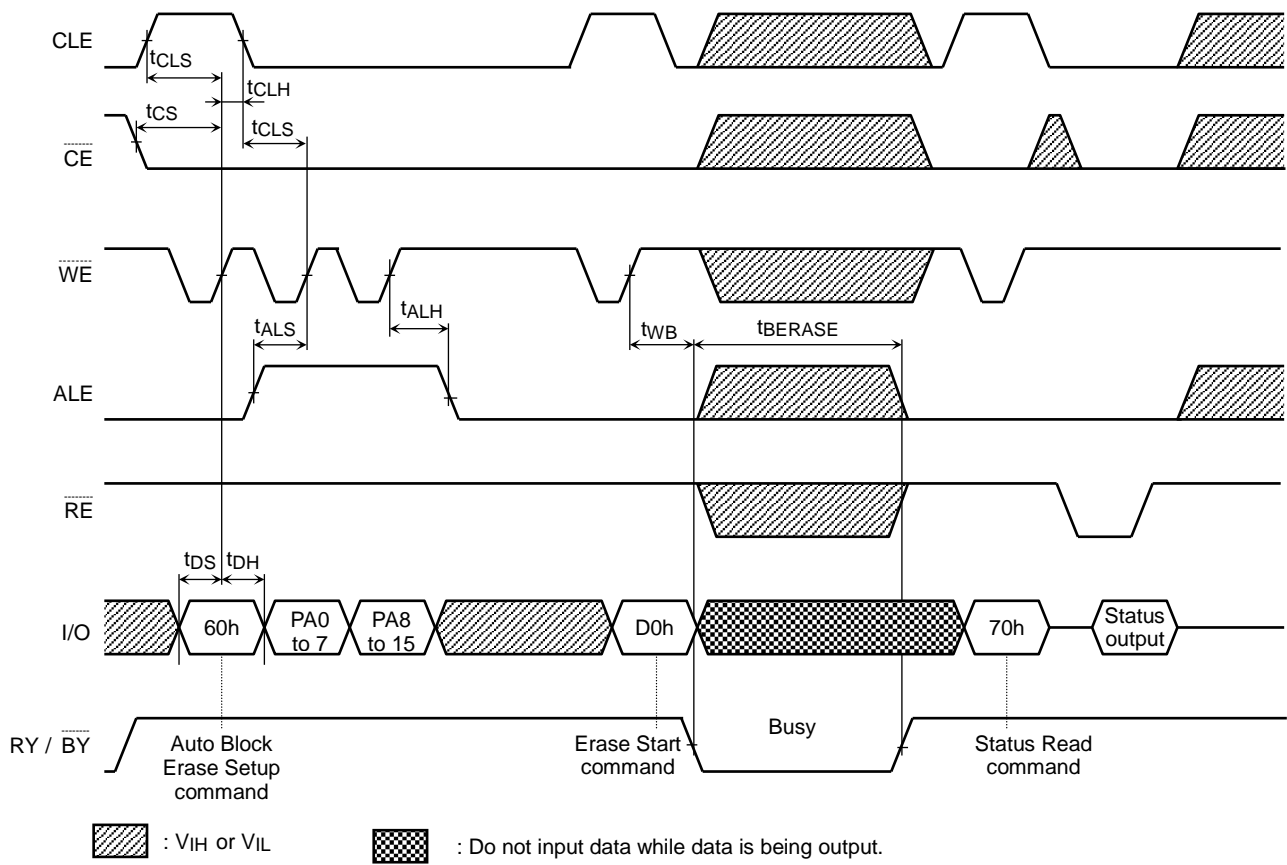 CLE
tCLS
tCLH
tCS
tCLS
CE
WE
tALS
tALH
tWB
tBERASE
ALE
RE
tDS
tDH
I/O
60h
PA0
to 7
PA8
to 15
D0h
70h
Status
output
RY / BY
Busy
Auto Block
Erase Setup
command
Erase Start
command
Status Read
command
: VIH or VIL
: Do not input data while data is being output.